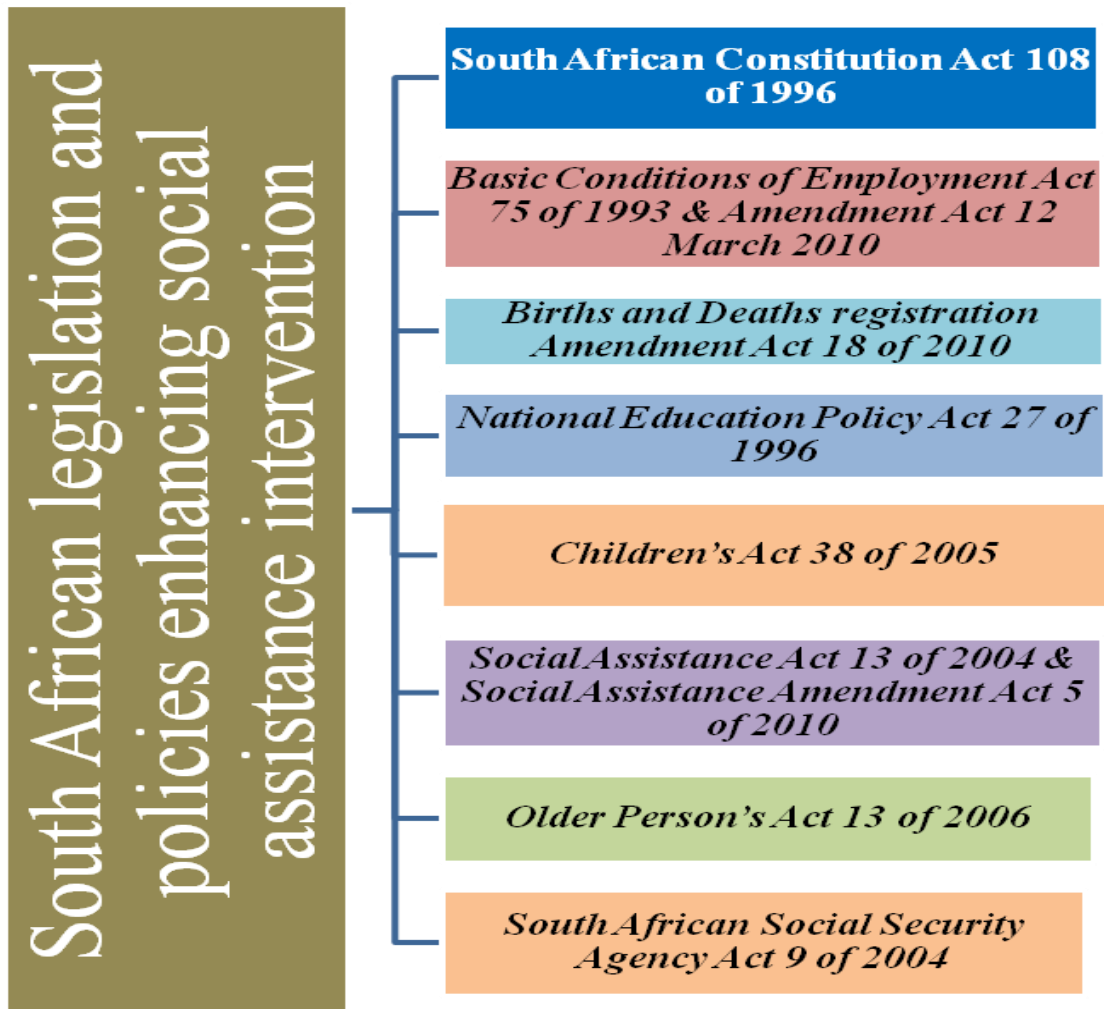 South African legislation and
policies enhancing social
assistance intervention
South African Constitution Act 108
of 1996
Basic Conditions of Employment Act
75 of 1993 & Amendment Act 12
March 2010
Births and Deaths registration
Amendment Act 18 of 2010
National Education Policy Act 27 of
1996
Children’s Act 38 of 2005
Social Assistance Act 13 of 2004 &
Social Assistance Amendment Act 5
of 2010
Older Person’s Act 13 of 2006
South African Social Security
Agency Act 9 of 2004